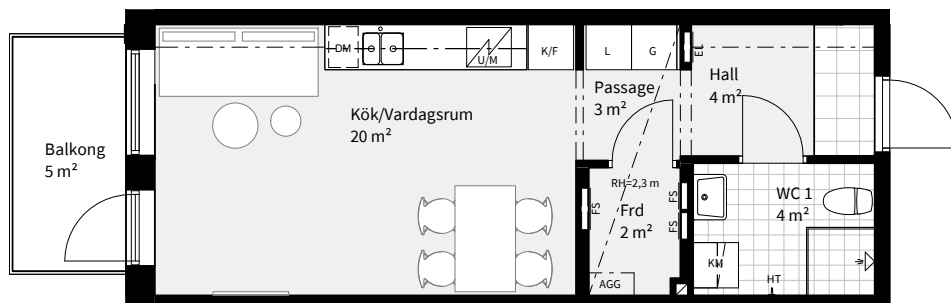 DM
U/M
K/F
L
G
EL
Hall
4 m²
Passage
3 m²
Kök/Vardagsrum
20 m²
Balkong
5 m²
RH=2,3 m
FS
FS
FS
Frd
2 m²
WC 1
4 m²
KM
HT
AGG